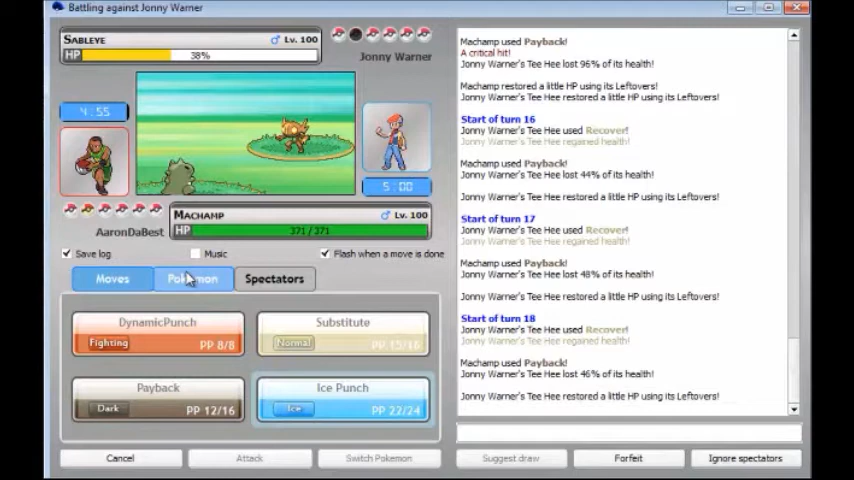 Battling against Jonny Warner
SABLEYE
Lv. 100
HP
38%
Jonny Warner
4:55
5:00
MACHAMP
Lv. 100
HP
371/371
AaronDaBest
Save log
Music
Flash when a move is done
Moves
Pokemon
Spectators
DynamicPunch
Fighting
PP 8/8
Substitute
Normal
PP 15/16
Payback
Dark
PP 12/16
Ice Punch
Ice
PP 22/24
Cancel
Attack
Switch Pokemon
Machamp used Payback!
A critical hit!
Jonny Warner's Tee Hee lost 96% of its health!
Machamp restored a little HP using its Leftovers!
Jonny Warner's Tee Hee restored a little HP using its Leftovers!
Start of turn 16
Jonny Warner's Tee Hee used Recover!
Jonny Warner's Tee Hee regained health!
Machamp used Payback!
Jonny Warner's Tee Hee lost 44% of its health!
Jonny Warner's Tee Hee restored a little HP using its Leftovers!
Start of turn 17
Jonny Warner's Tee Hee used Recover!
Jonny Warner's Tee Hee regained health!
Machamp used Payback!
Jonny Warner's Tee Hee lost 48% of its health!
Jonny Warner's Tee Hee restored a little HP using its Leftovers!
Start of turn 18
Jonny Warner's Tee Hee used Recover!
Jonny Warner's Tee Hee regained health!
Machamp used Payback!
Jonny Warner's Tee Hee lost 46% of its health!
Jonny Warner's Tee Hee restored a little HP using its Leftovers!
Suggest draw
Forfeit
Ignore spectators